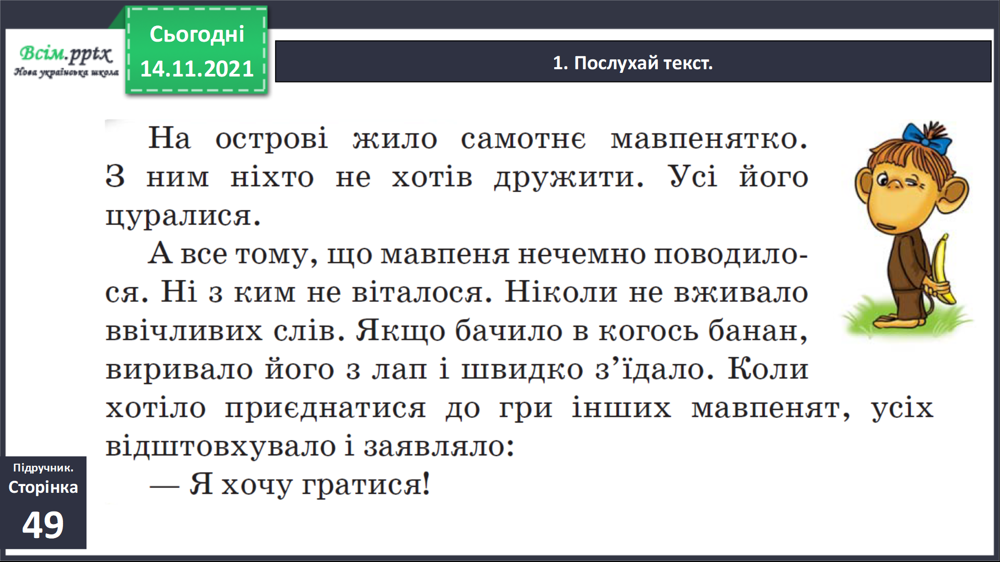 Всім.pptx
Нова українська школа
Сьогодні
14.11.2021
1. Послухай текст.
На острові жило самотнє мавпенятко.
З ним ніхто не хотів дружити. Усі його
цуралися.
А все тому, що мавпеня нечемно поводило-
ся. Ні з ким не віталося. Ніколи не вживало
ввічливих слів. Якщо бачило в когось банан,
виривало його з лап і швидко з’їдало. Коли
хотіло приєднатися до гри інших мавпенят, усіх
відштовхувало і заявляло:
— Я хочу гратися!
Підручник.
Сторінка
49